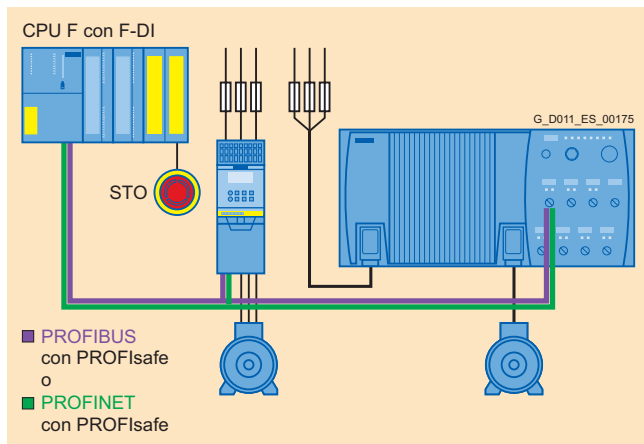 CPU F con F-DI
G_D011_ES_00175
STO
PROFIBUS
con PROFIsafe
o
PROFINET
con PROFIsafe